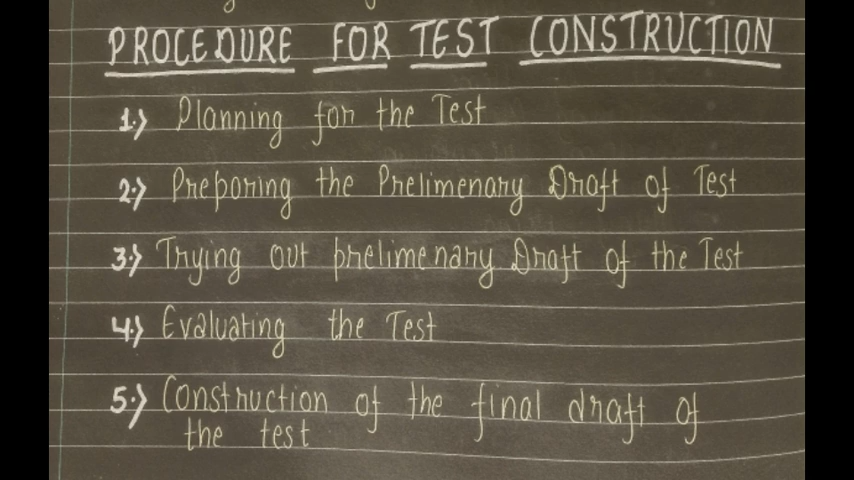 PROCEDURE FOR TEST CONSTRUCTION
1.) Planning for the Test
2.) Preparing the Prelimenary Draft of Test
3.) Trying out prelimenary Draft of the Test
4.) Evaluating the Test
5.) Construction of the final draft of
the test